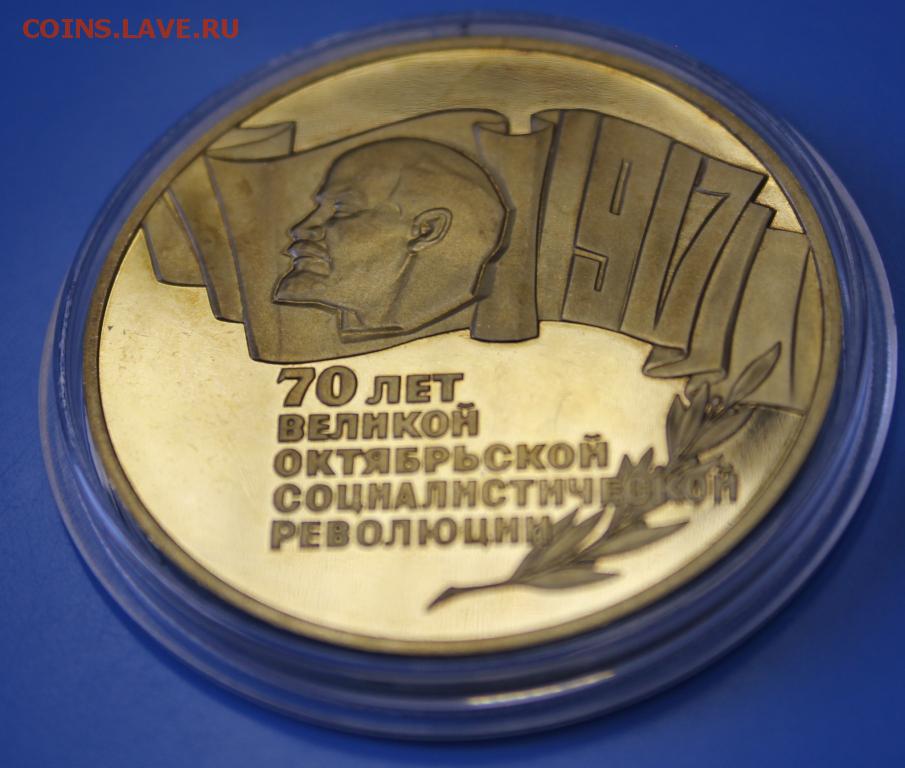 COINS.LAVE.RU
1917
70 ЛЕТ
ВЕЛИКОЙ
ОКТЯБРЬСКОЙ
СОЦИАЛИСТИЧЕСКОЙ
РЕВОЛЮЦИИ